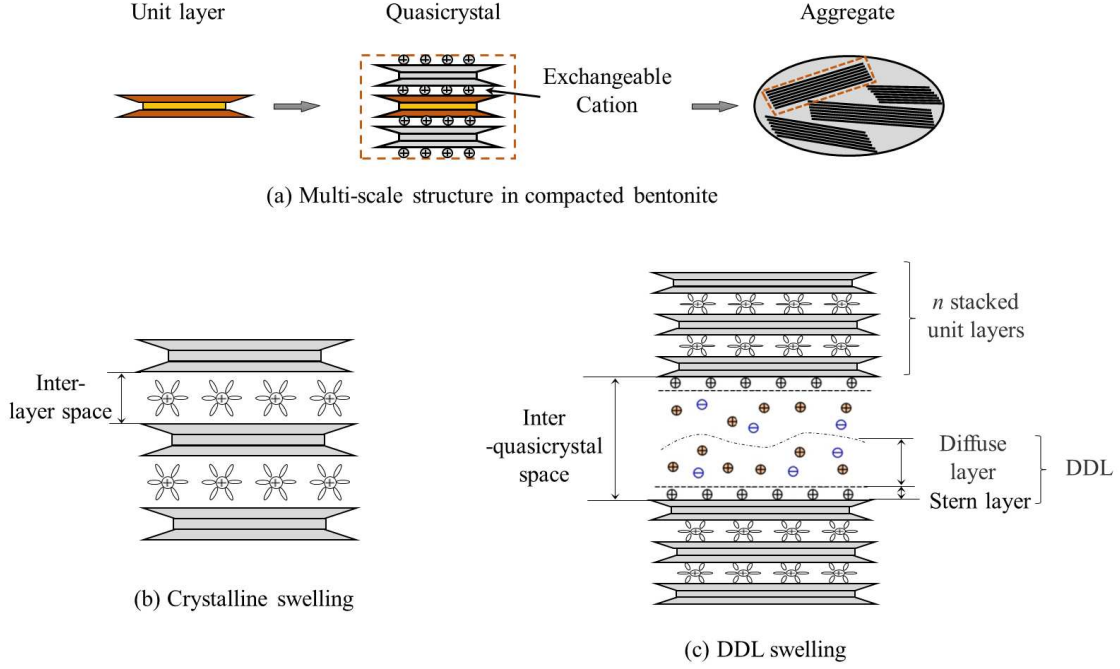 Unit layer
Quasicrystal
Aggregate
Exchangeable
Cation
(a) Multi-scale structure in compacted bentonite
Inter-
layer space
(b) Crystalline swelling
n stacked
unit layers
Inter
-quasicrystal
space
Diffuse
layer
DDL
Stern layer
(c) DDL swelling